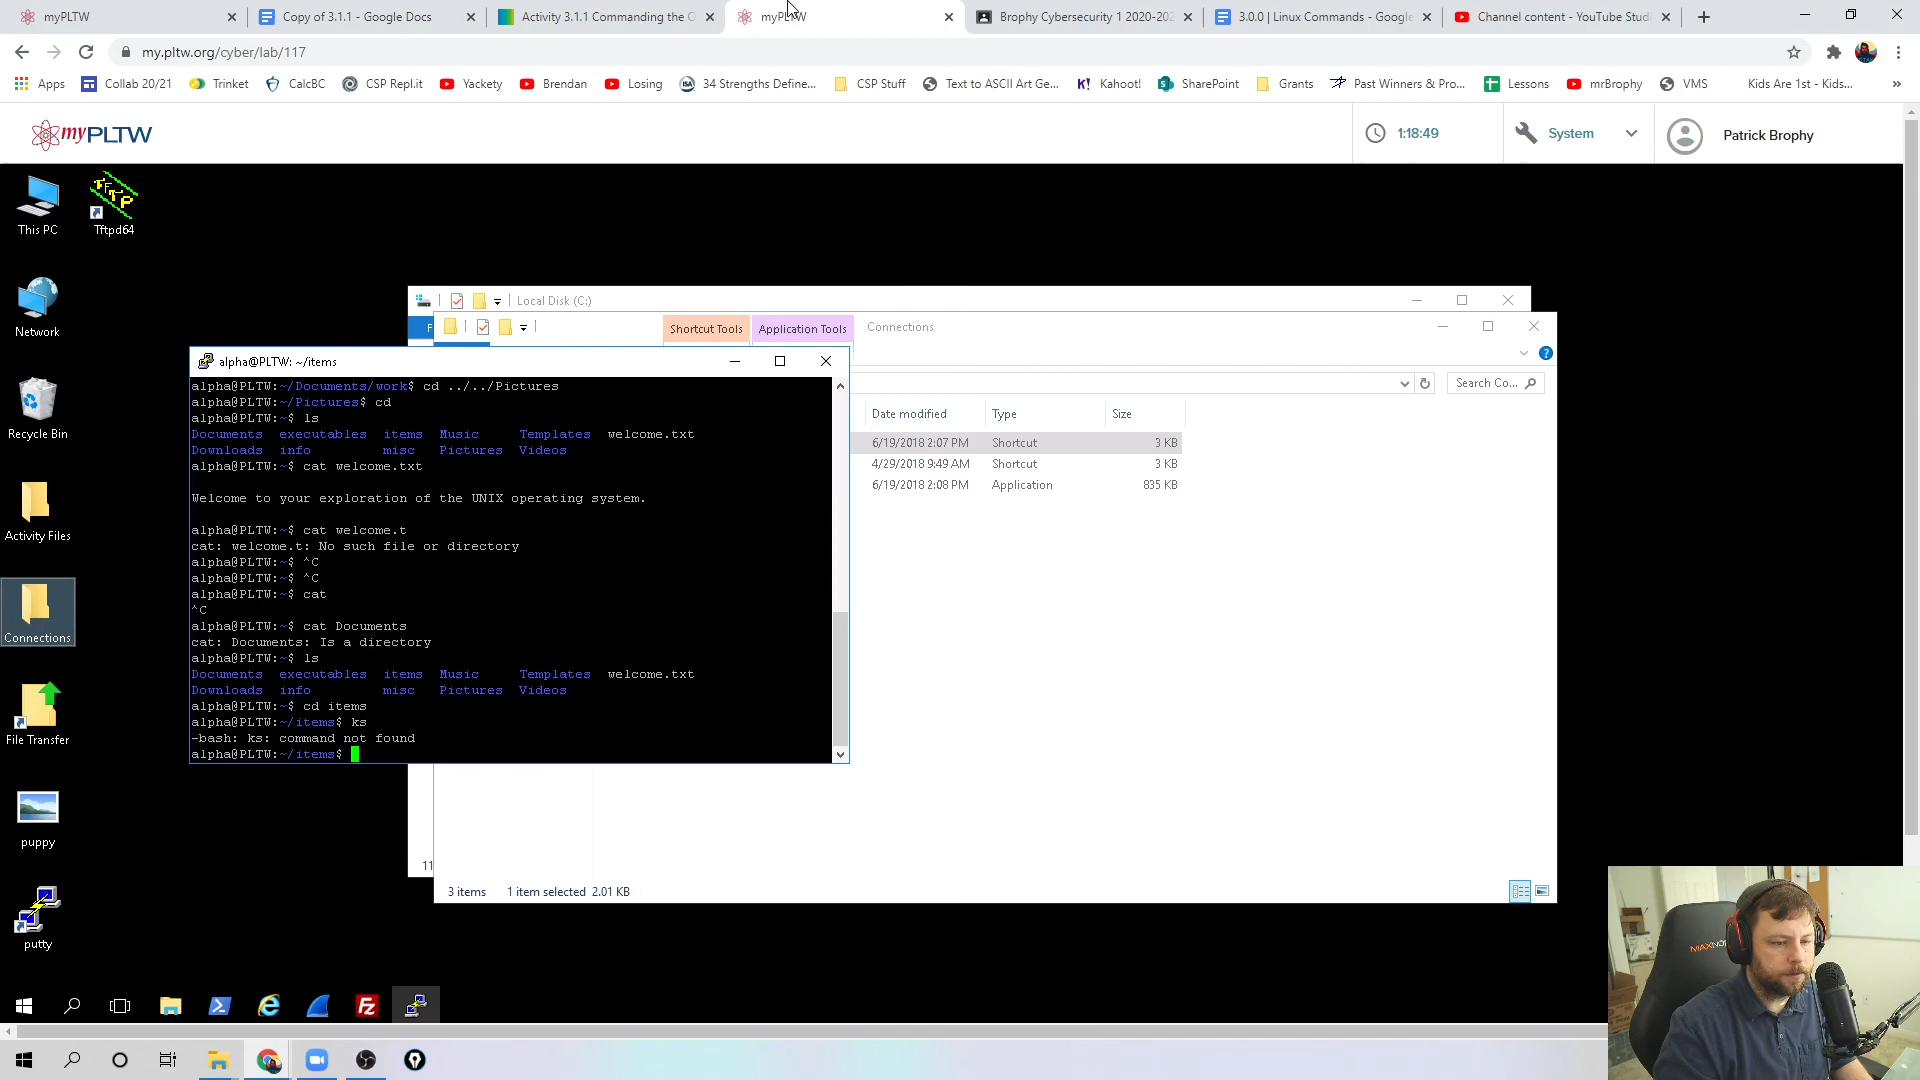 myPLTW
Copy of 3.1.1 - Google Docs
Activity 3.1.1 Commanding the O
myPLTW
Brophy Cybersecurity 1 2020-202
3.0.0 | Linux Commands - Google
Channel content - YouTube Stud
my.pltw.org/cyber/lab/117
Apps
Collab 20/21
Trinket
CalcBC
CSP Repl.it
Yackety
Brendan
Losing
34 Strengths Define...
CSP Stuff
Text to ASCII Art Ge...
Kahoot!
SharePoint
Grants
Past Winners & Pro...
Lessons
mrBrophy
VMS
Kids Are 1st - Kids...
»
myPLTW
1:18:49
System
Patrick Brophy
This PC
Tftpd64
Network
Recycle Bin
Activity Files
Connections
File Transfer
puppy
putty
Local Disk (C:)
F
Shortcut Tools
Application Tools
Connections
Search Co...
Date modified
Type
Size
6/19/2018 2:07 PM Shortcut 3 KB
4/29/2018 9:49 AM Shortcut 3 KB
6/19/2018 2:08 PM Application 835 KB
alpha@PLTW: ~/items
alpha@PLTW:~/Documents/work$ cd ../../Pictures
alpha@PLTW:~/Pictures$ cd
alpha@PLTW:~$ ls
Documents executables items Music Templates welcome.txt
Downloads info misc Pictures Videos
alpha@PLTW:~$ cat welcome.txt
Welcome to your exploration of the UNIX operating system.
alpha@PLTW:~$ cat welcome.t
cat: welcome.t: No such file or directory
alpha@PLTW:~$ ^C
alpha@PLTW:~$ ^C
alpha@PLTW:~$ cat
^C
alpha@PLTW:~$ cat Documents
cat: Documents: Is a directory
alpha@PLTW:~$ ls
Documents executables items Music Templates welcome.txt
Downloads info misc Pictures Videos
alpha@PLTW:~$ cd items
alpha@PLTW:~/items$ ks
-bash: ks: command not found
alpha@PLTW:~/items$
11
3 items 1 item selected 2.01 KB